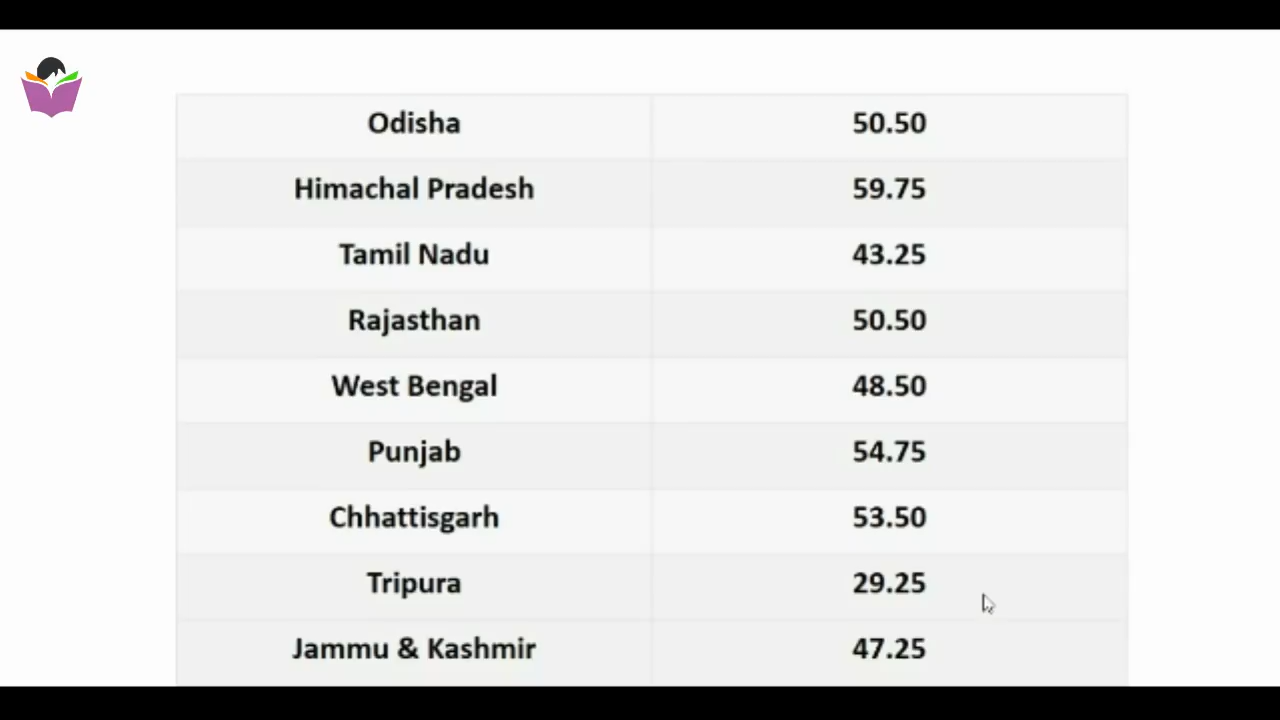 Odisha 50.50
Himachal Pradesh 59.75
Tamil Nadu 43.25
Rajasthan 50.50
West Bengal 48.50
Punjab 54.75
Chhattisgarh 53.50
Tripura 29.25
Jammu & Kashmir 47.25